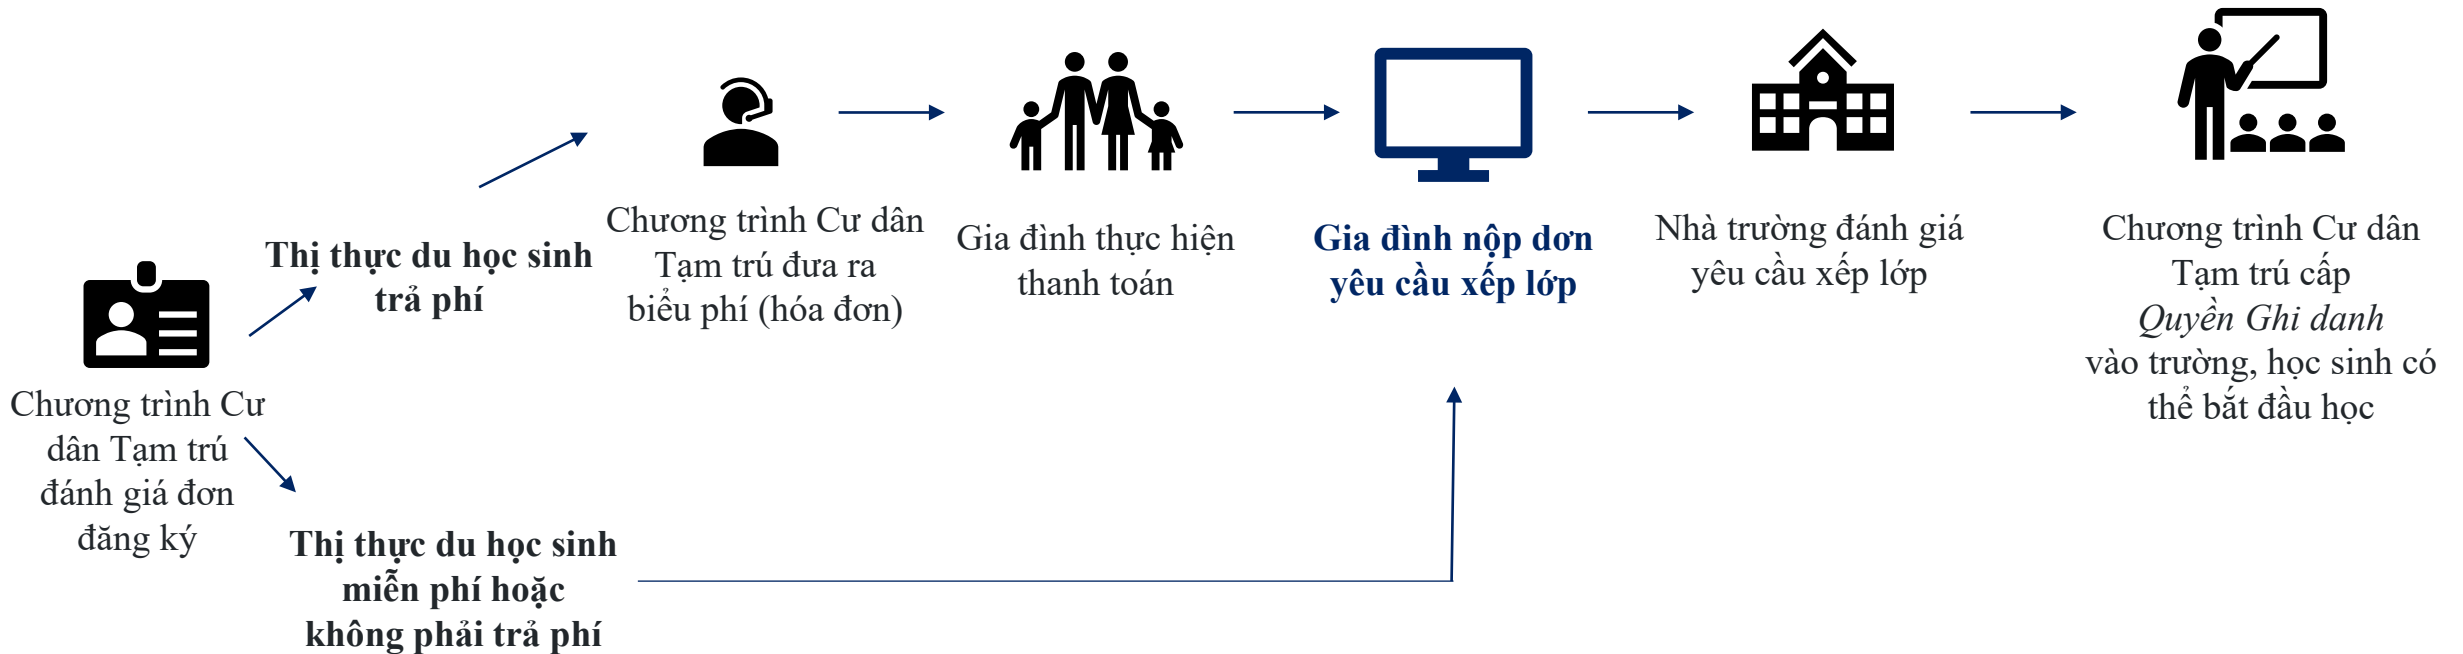 Chương trình Cư
dân Tạm trú
đánh giá đơn
đăng ký
Thị thực du học sinh
trả phí
Chương trình Cư dân
Tạm trú đưa ra
biểu phí (hóa đơn)
Gia đình thực hiện
thanh toán
Gia đình nộp dơn
yêu cầu xếp lớp
Nhà trường đánh giá
yêu cầu xếp lớp
Chương trình Cư dân
Tạm trú cấp
Quyền Ghi danh
vào trường, học sinh có
thể bắt đầu học
Thị thực du học sinh
miễn phí hoặc
không phải trả phí